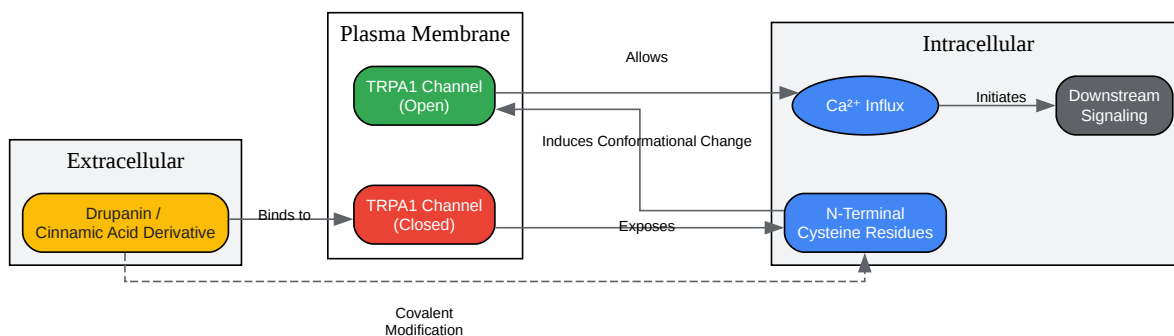 Plasma Membrane
Intracellular
Extracellular
TRPA1 Channel
(Open)
Allows
Ca²⁺ Influx
Initiates
Downstream
Signaling
Induces Conformational Change
Drupanin /
Cinnamic Acid Derivative
Binds to
TRPA1 Channel
(Closed)
Exposes
N-Terminal
Cysteine Residues
Covalent
Modification